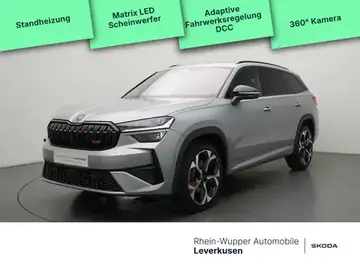 Standheizung
Matrix LED
Scheinwerfer
Adaptive
Fahrwerksregelung
DCC
360° Kamera
Rhein-Wupper Automobile
Leverkusen
SKODA